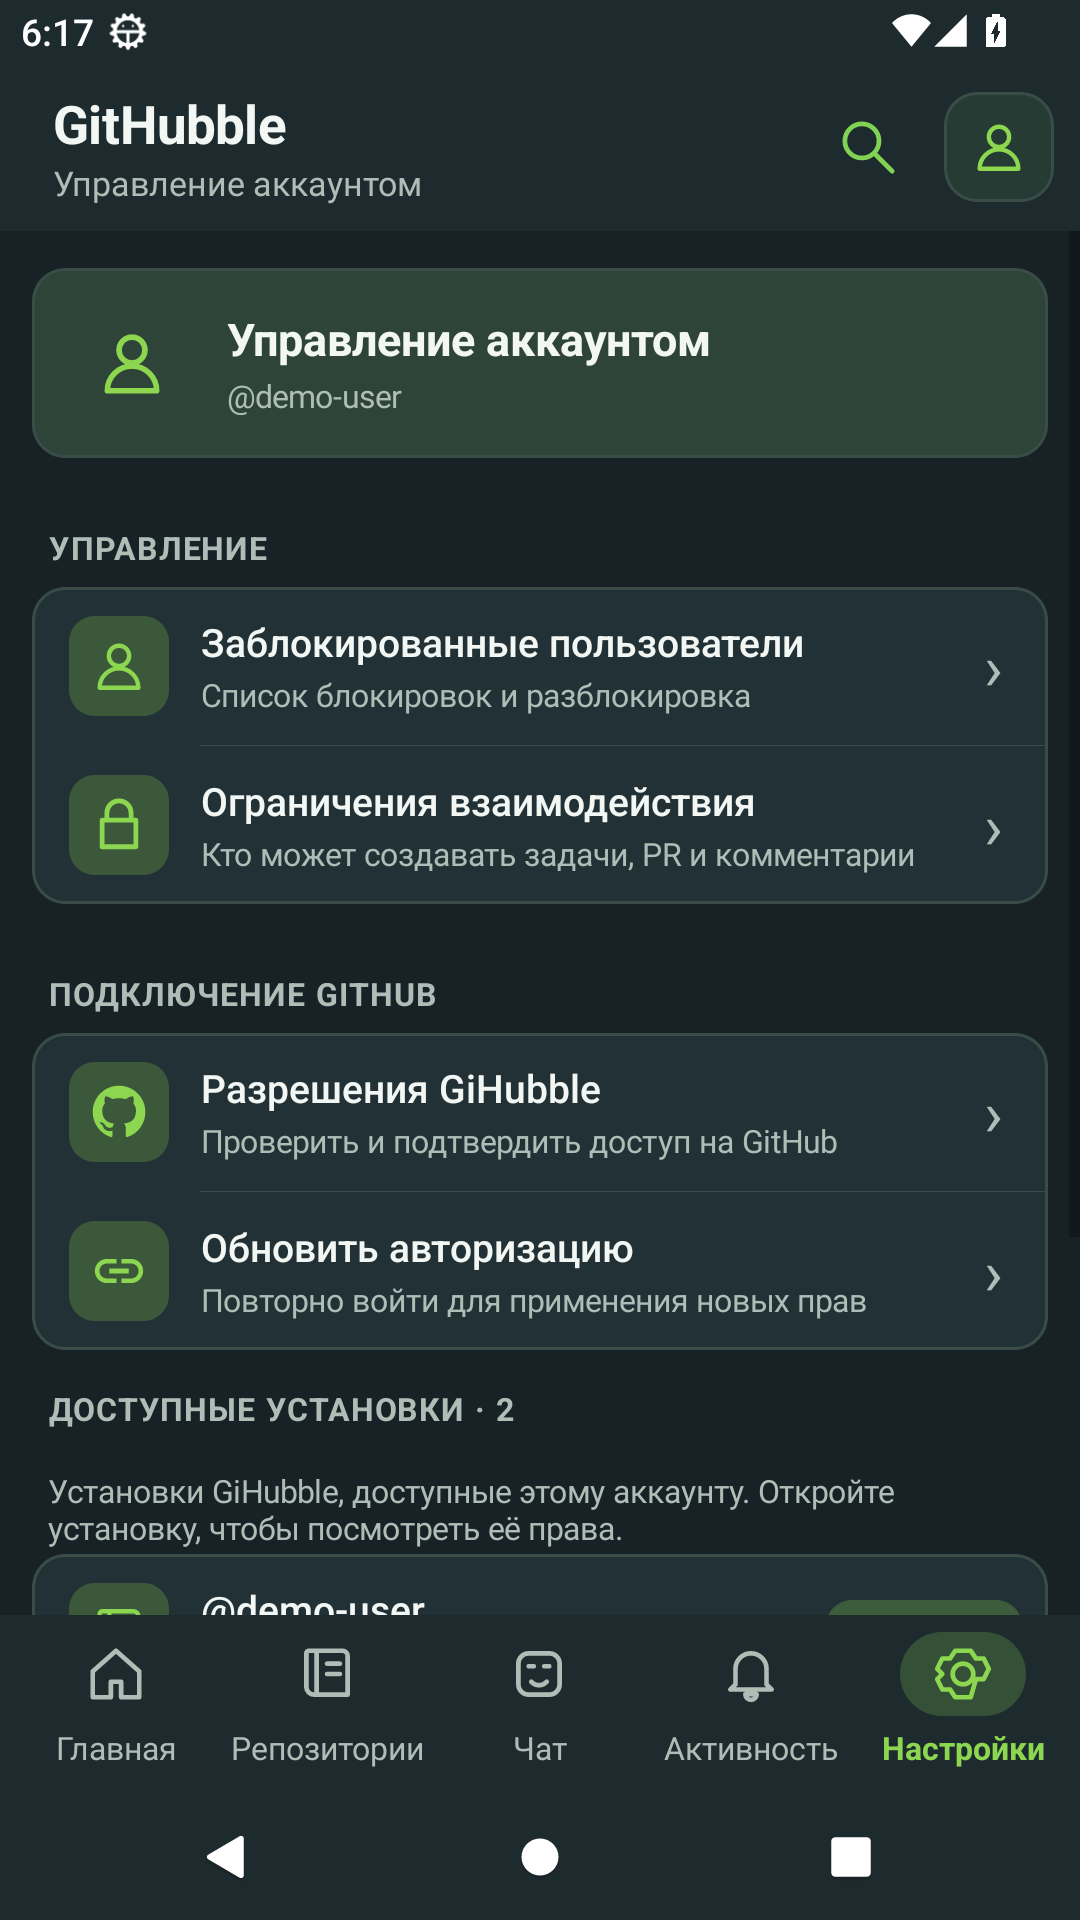 6:17
GitHubble
Управление аккаунтом
Управление аккаунтом
@demo-user
УПРАВЛЕНИЕ
Заблокированные пользователи
Список блокировок и разблокировка
Ограничения взаимодействия
Кто может создавать задачи, PR и комментарии
ПОДКЛЮЧЕНИЕ GITHUB
Разрешения GiHubble
Проверить и подтвердить доступ на GitHub
Обновить авторизацию
Повторно войти для применения новых прав
ДОСТУПНЫЕ УСТАНОВКИ · 2
Установки GiHubble, доступные этому аккаунту. Откройте
установку, чтобы посмотреть её права.
@demo-user
Главная
Репозитории
Чат
Активность
Настройки